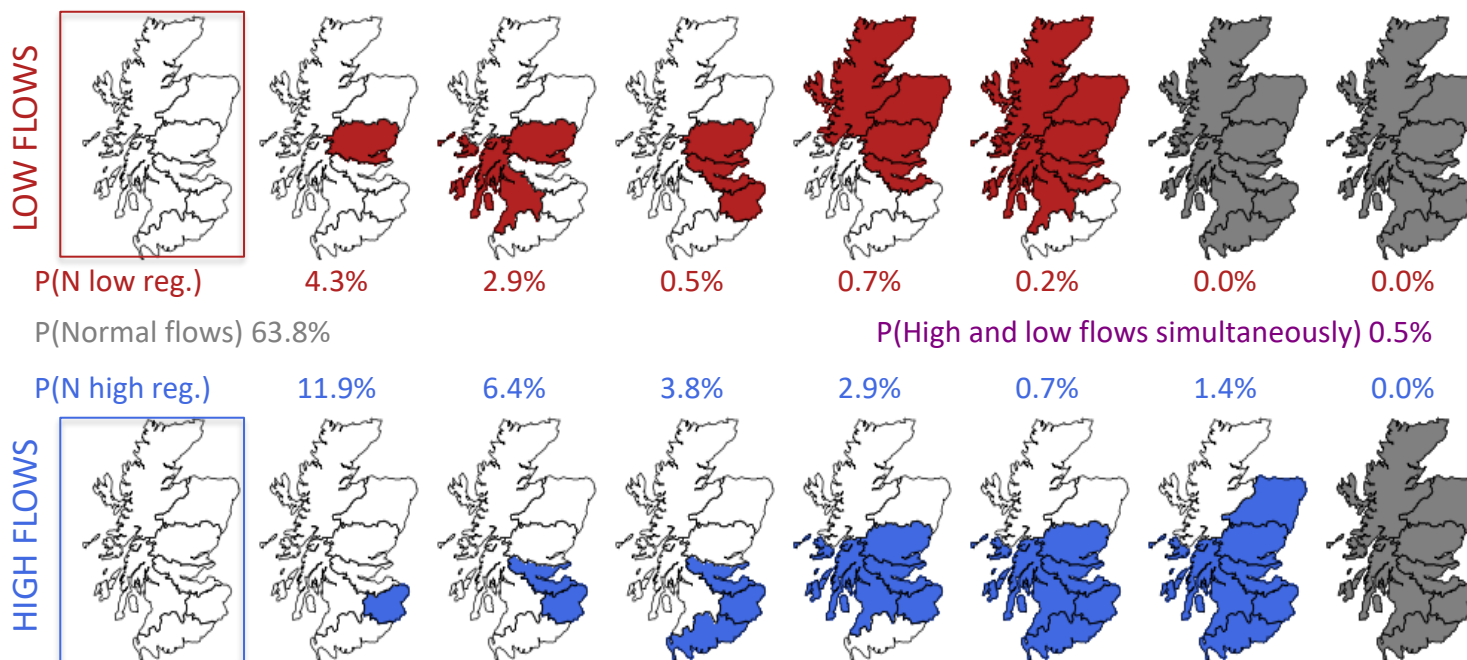 LOW FLOWS
P(N low reg.) 4.3% 2.9% 0.5% 0.7% 0.2% 0.0% 0.0%
P(Normal flows) 63.8% P(High and low flows simultaneously) 0.5%
P(N high reg.) 11.9% 6.4% 3.8% 2.9% 0.7% 1.4% 0.0%
HIGH FLOWS